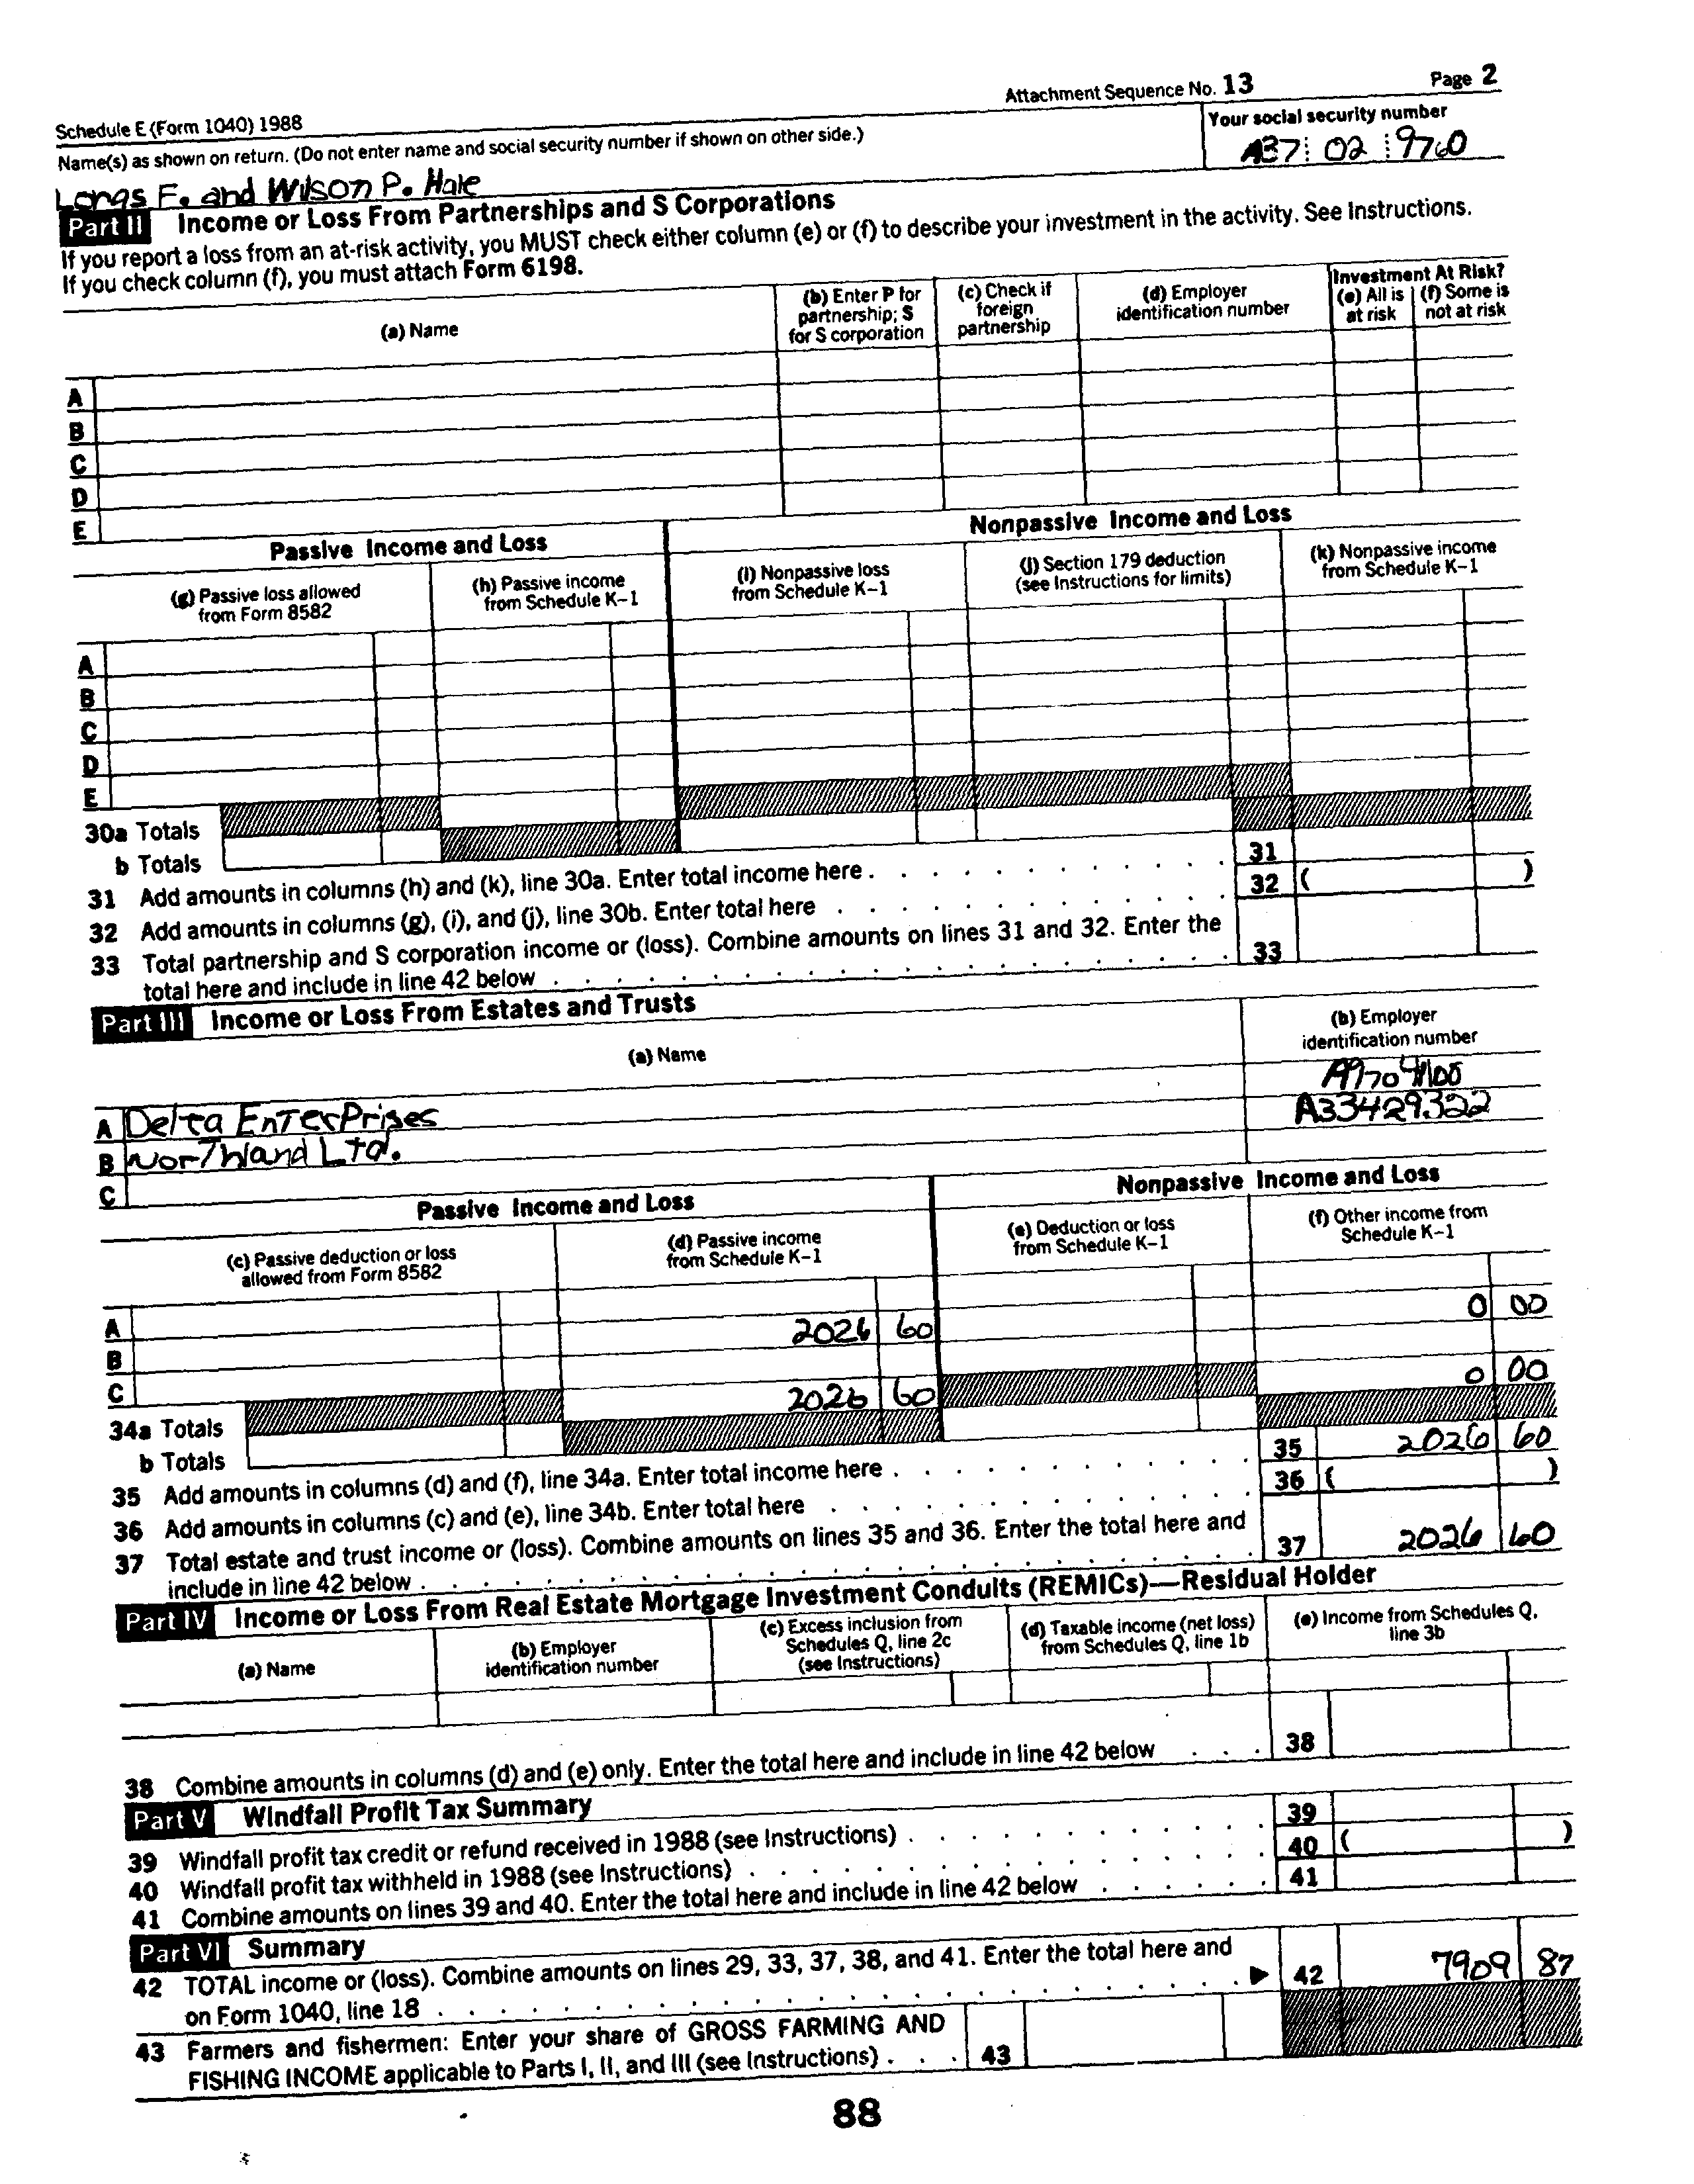 Attachment Sequence No. 13 Page 2
Schedule E (Form 1040) 1988
Name(s) as shown on return. (Do not enter name and social security number if shown on other side.)
Your social security number
A37 02 9760
F. and Wilson P. Hale
Part II Income or Loss From Partnerships and S Corporations
If you report a loss from an at-risk activity, you MUST check either column (e) or (f) to describe your investment in the activity. See Instructions.
If you check column (f), you must attach Form 6198.
(a) Name
(b) Enter P for partnership; S for S corporation
(c) Check if foreign partnership
(d) Employer identification number
Investment At Risk?
(e) All is at risk
(f) Some is not at risk
A
B
C
D
E
Passive Income and Loss
Nonpassive Income and Loss
(g) Passive loss allowed from Form 8582
(h) Passive income from Schedule K–1
(i) Nonpassive loss from Schedule K–1
(j) Section 179 deduction (see Instructions for limits)
(k) Nonpassive income from Schedule K–1
A
B
C
D
E
30a Totals
b Totals
31 Add amounts in columns (h) and (k), line 30a. Enter total income here . . . 31
32 Add amounts in columns (g), (i), and (j), line 30b. Enter total here . . . 32 ( )
33 Total partnership and S corporation income or (loss). Combine amounts on lines 31 and 32. Enter the
total here and include in line 42 below . . . 33
Part III Income or Loss From Estates and Trusts
(a) Name
(b) Employer identification number
A Delta EnTerPrises
A33429322
B NorThland Ltd.
C
Passive Income and Loss
Nonpassive Income and Loss
(c) Passive deduction or loss allowed from Form 8582
(d) Passive income from Schedule K–1
(e) Deduction or loss from Schedule K–1
(f) Other income from Schedule K–1
A 2026 60 0 00
B
C
34a Totals 2026 60 0 00
b Totals
35 Add amounts in columns (d) and (f), line 34a. Enter total income here . . . 35 2026 60
36 Add amounts in columns (c) and (e), line 34b. Enter total here . . . 36 ( )
37 Total estate and trust income or (loss). Combine amounts on lines 35 and 36. Enter the total here and
include in line 42 below . . . 37 2026 60
Part IV Income or Loss From Real Estate Mortgage Investment Conduits (REMICs)—Residual Holder
(a) Name
(b) Employer identification number
(c) Excess inclusion from Schedules Q, line 2c (see Instructions)
(d) Taxable income (net loss) from Schedules Q, line 1b
(e) Income from Schedules Q, line 3b
38 Combine amounts in columns (d) and (e) only. Enter the total here and include in line 42 below . . . 38
Part V Windfall Profit Tax Summary
39 Windfall profit tax credit or refund received in 1988 (see Instructions) . . . 39
40 Windfall profit tax withheld in 1988 (see Instructions) . . . 40 ( )
41 Combine amounts on lines 39 and 40. Enter the total here and include in line 42 below . . . 41
Part VI Summary
42 TOTAL income or (loss). Combine amounts on lines 29, 33, 37, 38, and 41. Enter the total here and
on Form 1040, line 18 . . . ▶ 42 7909 87
43 Farmers and fishermen: Enter your share of GROSS FARMING AND
FISHING INCOME applicable to Parts I, II, and III (see Instructions) . . . 43
88